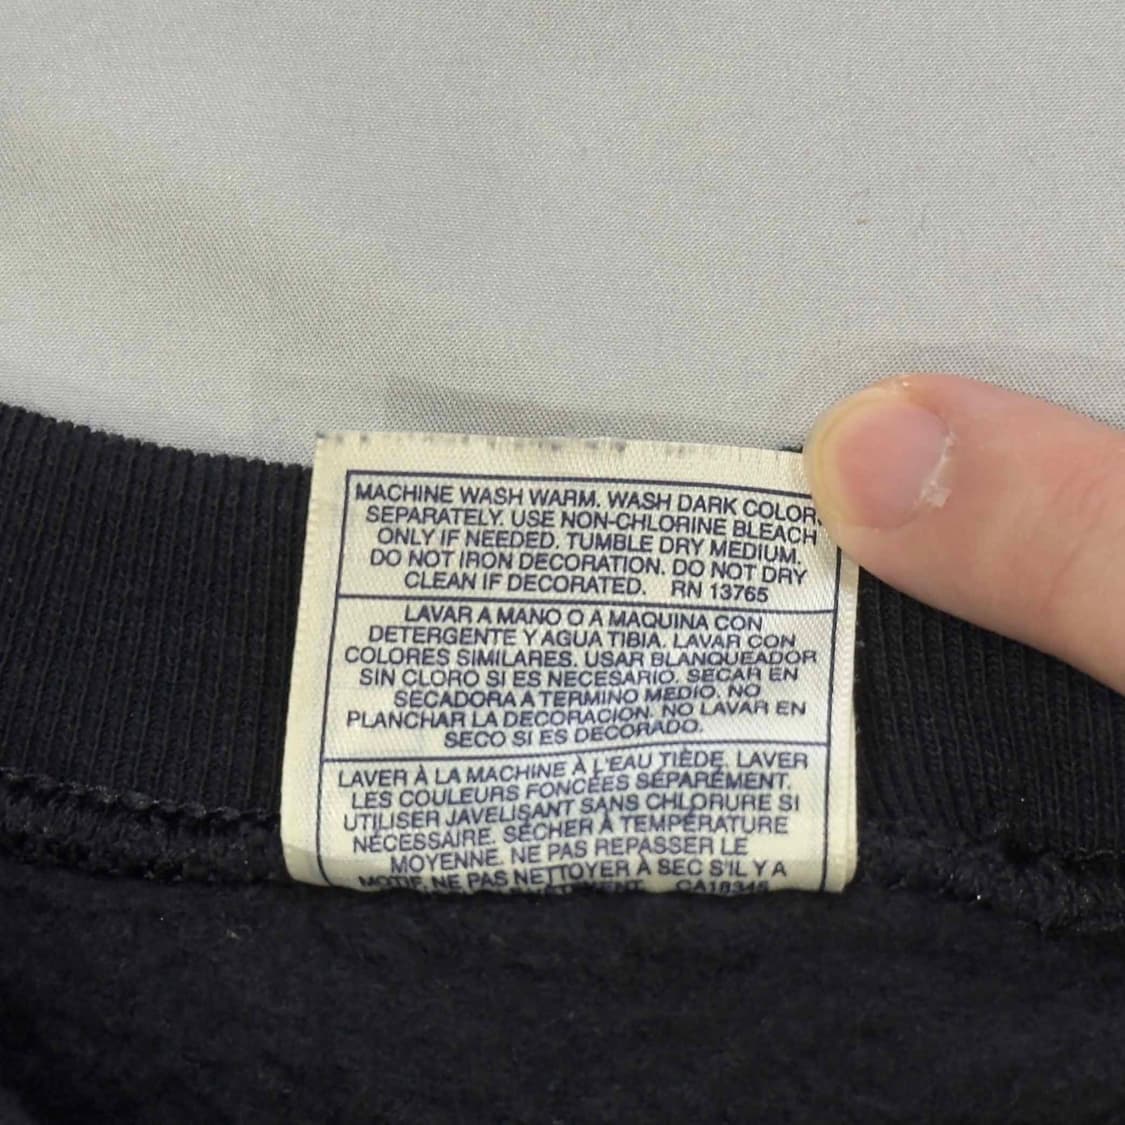 MACHINE WASH WARM. WASH DARK COLORS
SEPARATELY. USE NON-CHLORINE BLEACH
ONLY IF NEEDED. TUMBLE DRY MEDIUM.
DO NOT IRON DECORATION. DO NOT DRY
CLEAN IF DECORATED. RN 13765
LAVAR A MANO O A MAQUINA CON
DETERGENTE Y AGUA TIBIA. LAVAR CON
COLORES SIMILARES. USAR BLANQUEADOR
SIN CLORO SI ES NECESARIO. SECAR EN
SECADORA A TERMINO MEDIO. NO
PLANCHAR LA DECORACION. NO LAVAR EN
SECO SI ES DECORADO.
LAVER À LA MACHINE À L'EAU TIÈDE. LAVER
LES COULEURS FONCÉES SÉPARÉMENT.
UTILISER JAVELISANT SANS CHLORURE SI
NÉCESSAIRE. SÉCHER À TEMPÉRATURE
MOYENNE. NE PAS REPASSER LE
MOTIF. NE PAS NETTOYER À SEC S'IL Y A
CA18345